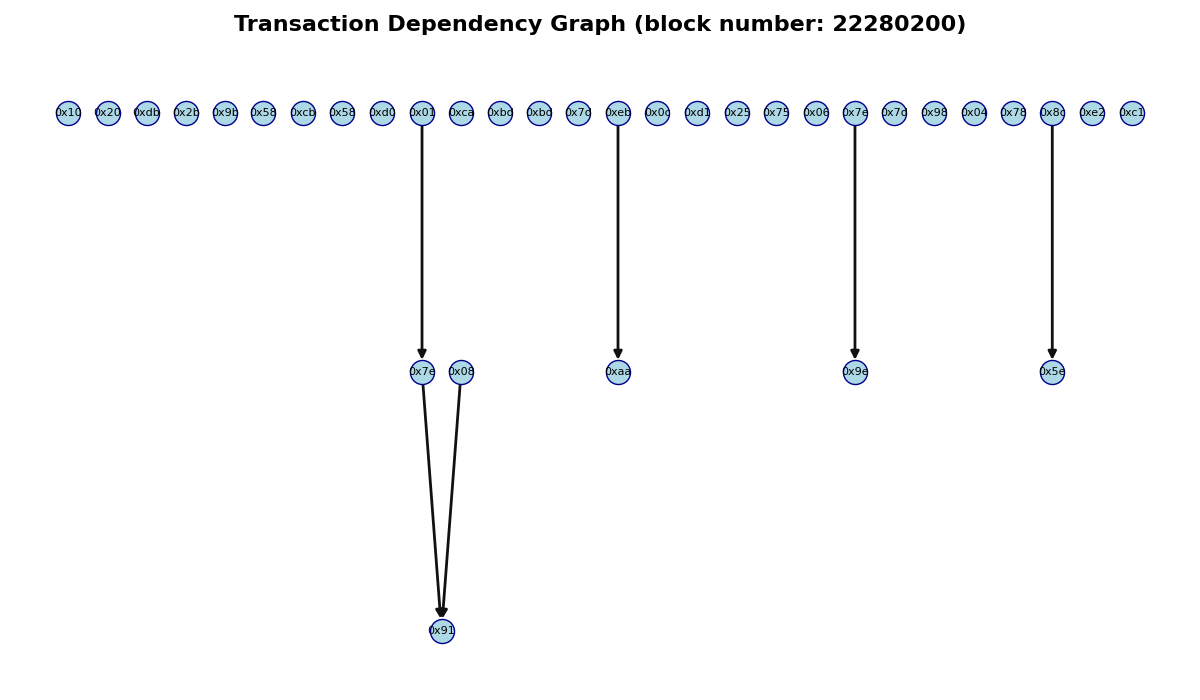 Transaction Dependency Graph (block number: 22280200)
0x10 0x20 0xdb 0x2b 0x9b 0x58 0xcb 0x58 0xd0 0x01 0xca 0xbd 0xbd 0x7d 0xeb 0x0c 0xd1 0x25 0x75 0x06 0x7e 0x7d 0x98 0x04 0x78 0x8c 0xe2 0xc1
0x7e 0x08 0xaa 0x9e 0x5e
0x91